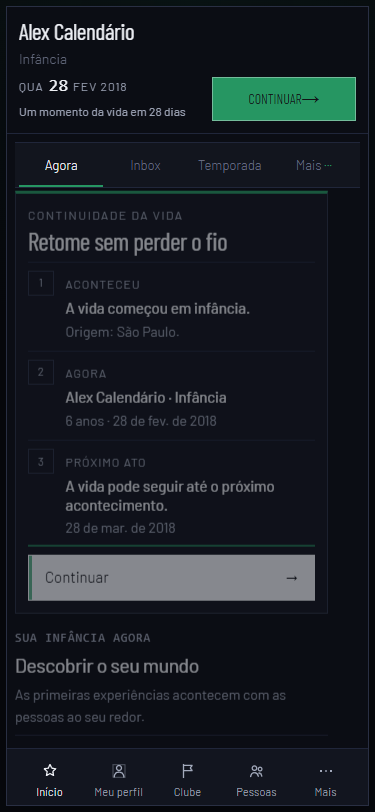 Alex Calendário
Infância
QUA 28 FEV 2018
Um momento da vida em 28 dias
CONTINUAR→
Agora
Inbox
Temporada
Mais ···
CONTINUIDADE DA VIDA
Retome sem perder o fio
1
ACONTECEU
A vida começou em infância.
Origem: São Paulo.
2
AGORA
Alex Calendário · Infância
6 anos · 28 de fev. de 2018
3
PRÓXIMO ATO
A vida pode seguir até o próximo
acontecimento.
28 de mar. de 2018
Continuar →
SUA INFÂNCIA AGORA
Descobrir o seu mundo
As primeiras experiências acontecem com as
pessoas ao seu redor.
Início
Meu perfil
Clube
Pessoas
Mais